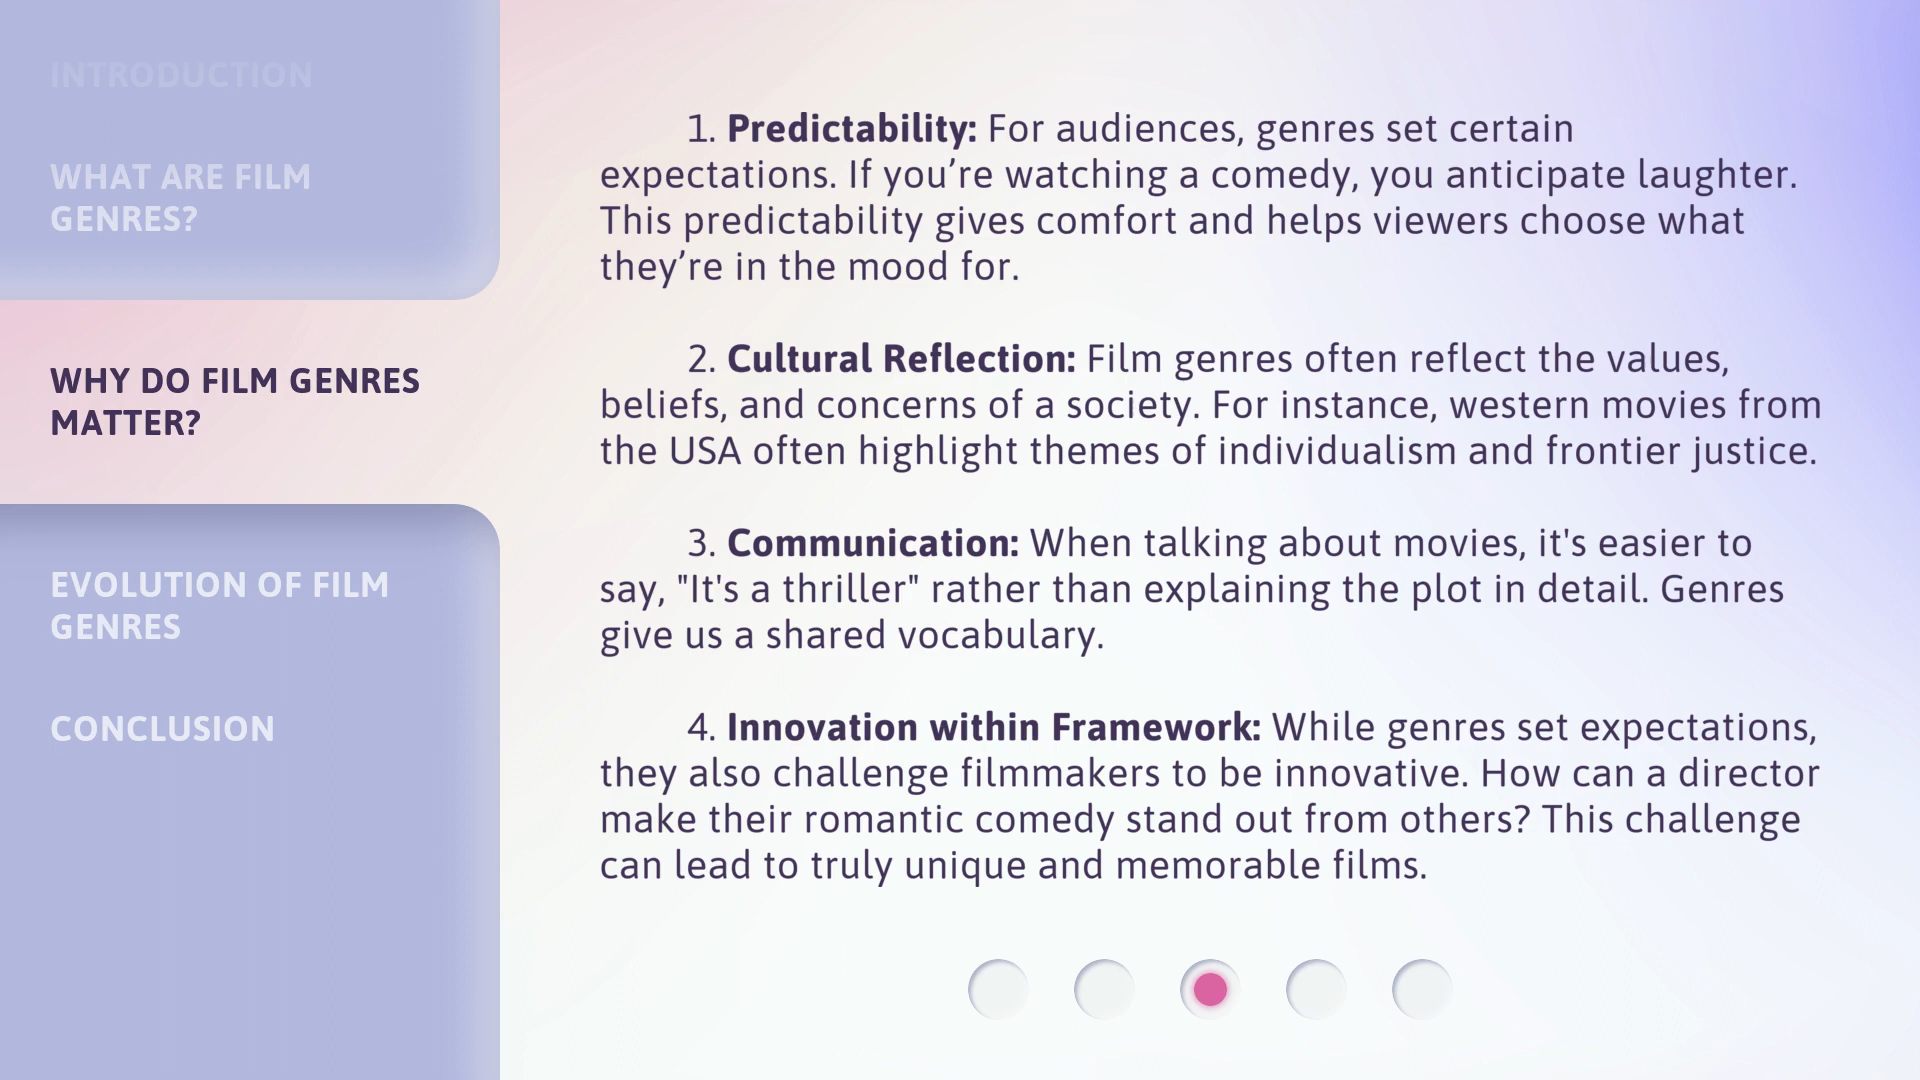 INTRODUCTION
WHAT ARE FILM
GENRES?
WHY DO FILM GENRES
MATTER?
EVOLUTION OF FILM
GENRES
CONCLUSION
1. Predictability: For audiences, genres set certain
expectations. If you’re watching a comedy, you anticipate laughter.
This predictability gives comfort and helps viewers choose what
they’re in the mood for.
2. Cultural Reflection: Film genres often reflect the values,
beliefs, and concerns of a society. For instance, western movies from
the USA often highlight themes of individualism and frontier justice.
3. Communication: When talking about movies, it's easier to
say, "It's a thriller" rather than explaining the plot in detail. Genres
give us a shared vocabulary.
4. Innovation within Framework: While genres set expectations,
they also challenge filmmakers to be innovative. How can a director
make their romantic comedy stand out from others? This challenge
can lead to truly unique and memorable films.